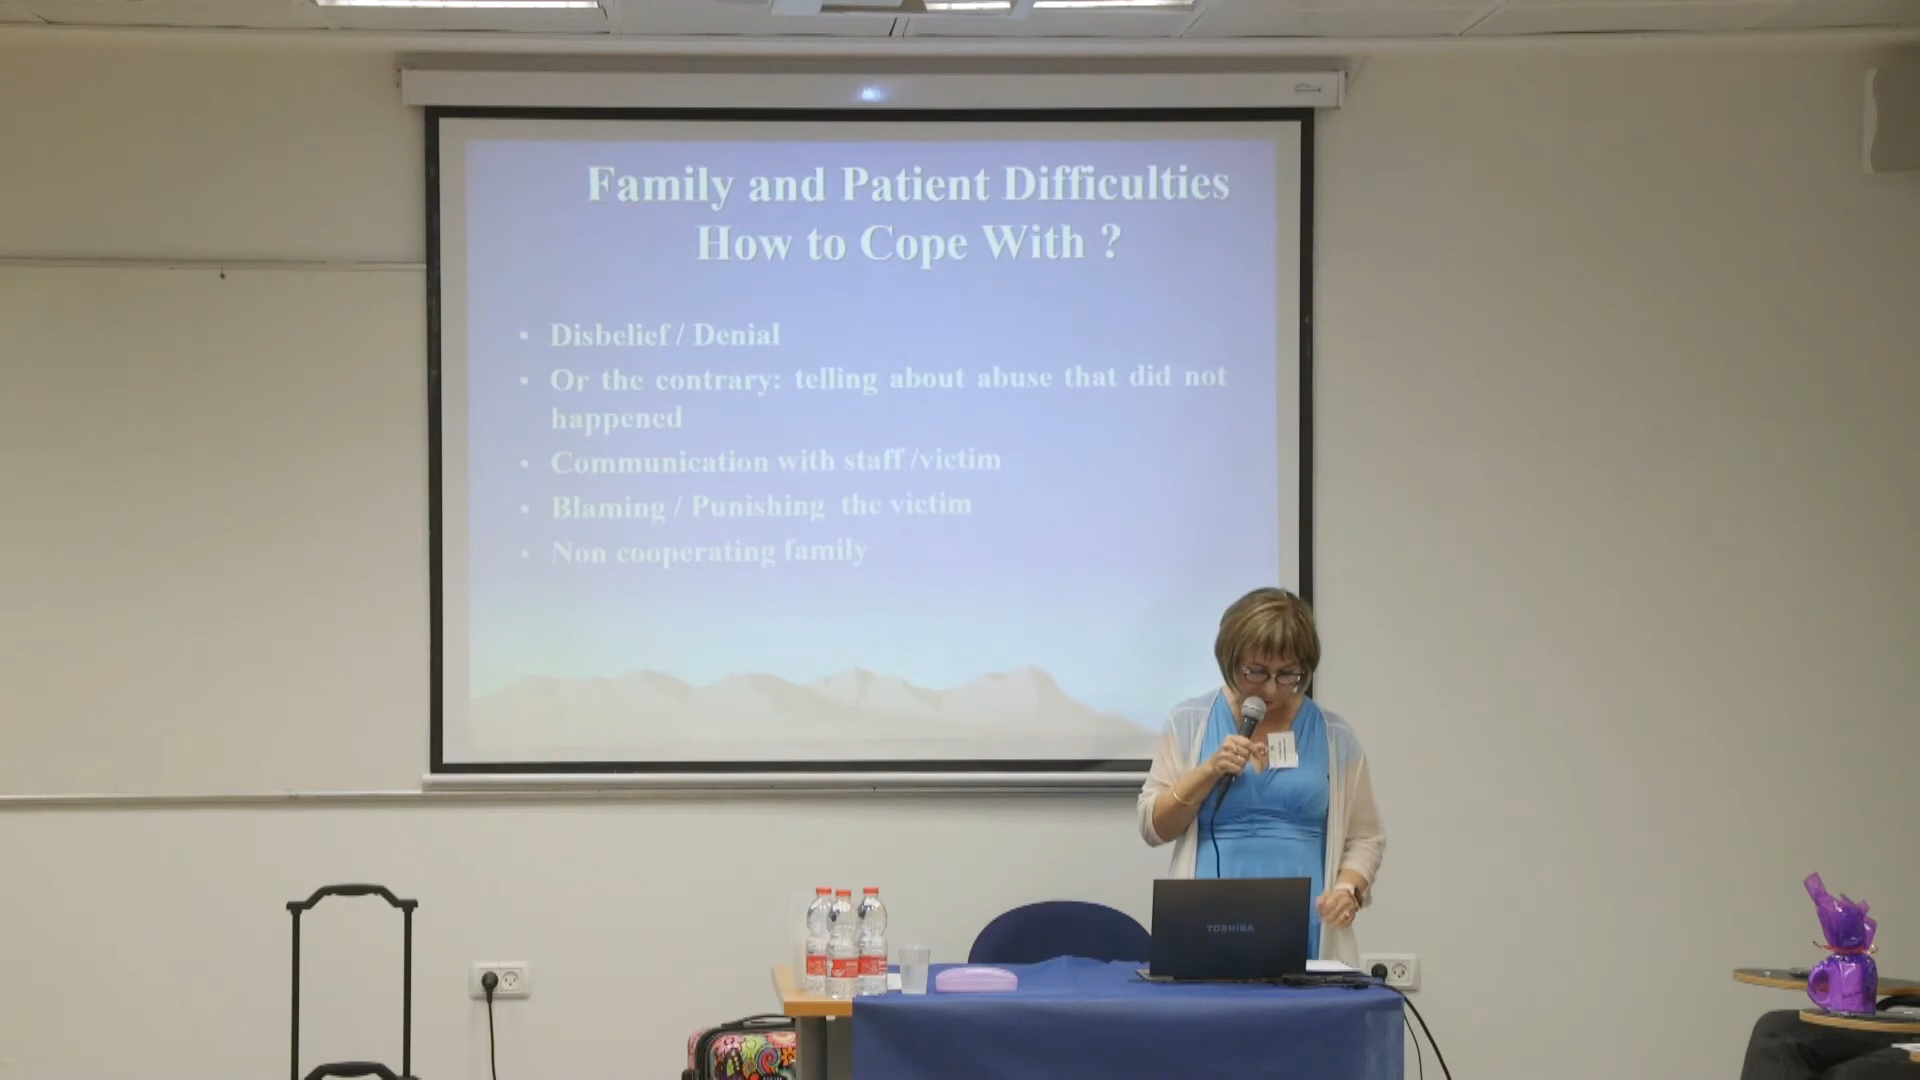 Family and Patient Difficulties
How to Cope With ?
• Disbelief / Denial
• Or the contrary: telling about abuse that did not
happened
• Communication with staff /victim
• Blaming / Punishing the victim
• Non cooperating family
TOSHIBA